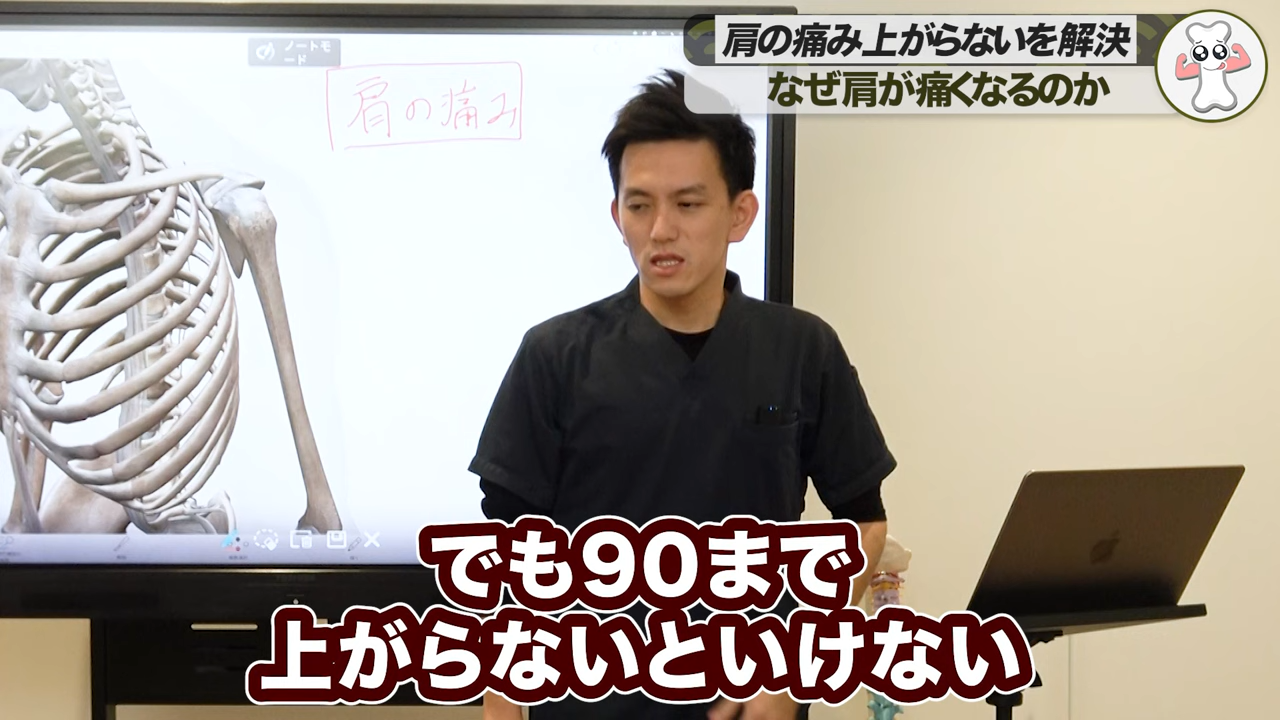 肩の痛み上がらないを解決
なぜ肩が痛くなるのか
ノートモ
ード
肩の痛み
でも90まで
上がらないといけない